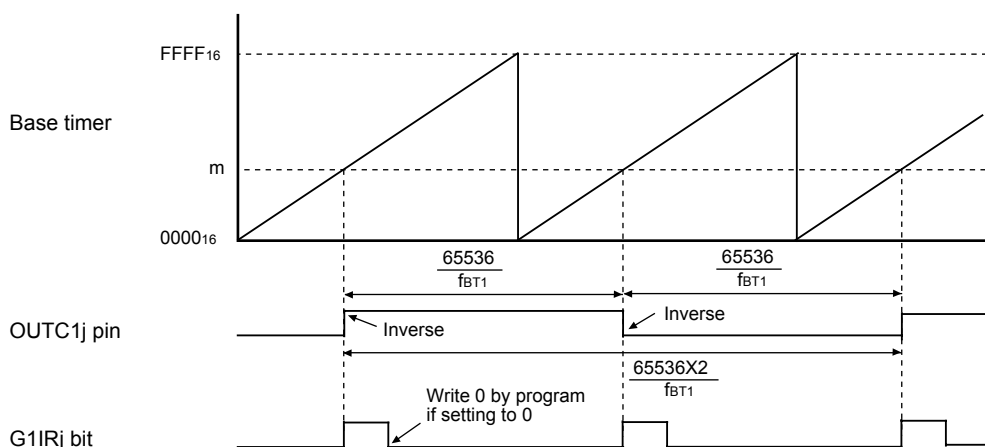 FFFF16
Base timer
m
000016
65536
fBT1
65536
fBT1
OUTC1j pin
Inverse
Inverse
65536X2
fBT1
Write 0 by program
if setting to 0
G1IRj bit